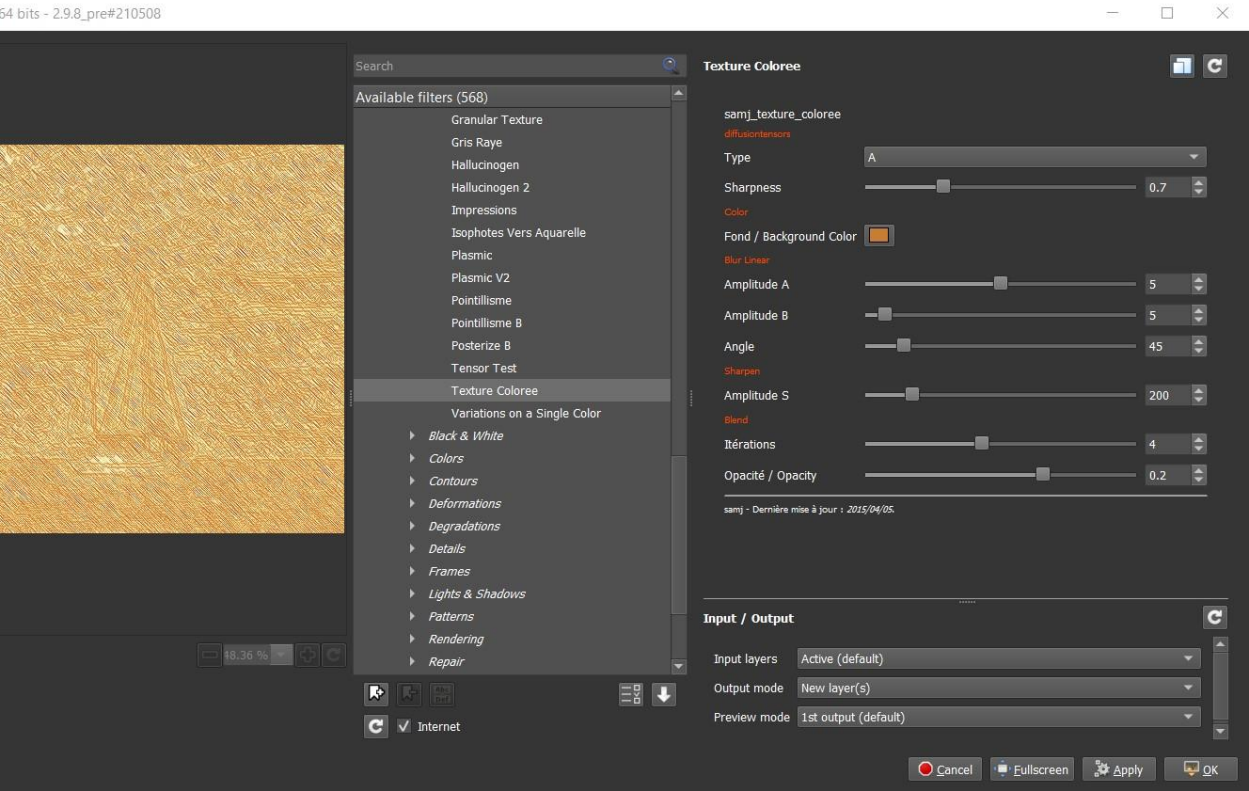 64 bits - 2.9.8_pre#210508
Search
Available filters (568)
Granular Texture
Gris Raye
Hallucinogen
Hallucinogen 2
Impressions
Isophotes Vers Aquarelle
Plasmic
Plasmic V2
Pointillisme
Pointillisme B
Posterize B
Tensor Test
Texture Coloree
Variations on a Single Color
Black & White
Colors
Contours
Deformations
Degradations
Details
Frames
Lights & Shadows
Patterns
Rendering
Repair
48.36 %
Internet
Texture Coloree
samj_texture_coloree
diffusiontensors
Type A
Sharpness 0.7
Color
Fond / Background Color
Blur Linear
Amplitude A 5
Amplitude B 5
Angle 45
Sharpen
Amplitude S 200
Blend
Itérations 4
Opacité / Opacity 0.2
samj - Dernière mise à jour : 2015/04/05.
Input / Output
Input layers Active (default)
Output mode New layer(s)
Preview mode 1st output (default)
Cancel Fullscreen Apply OK